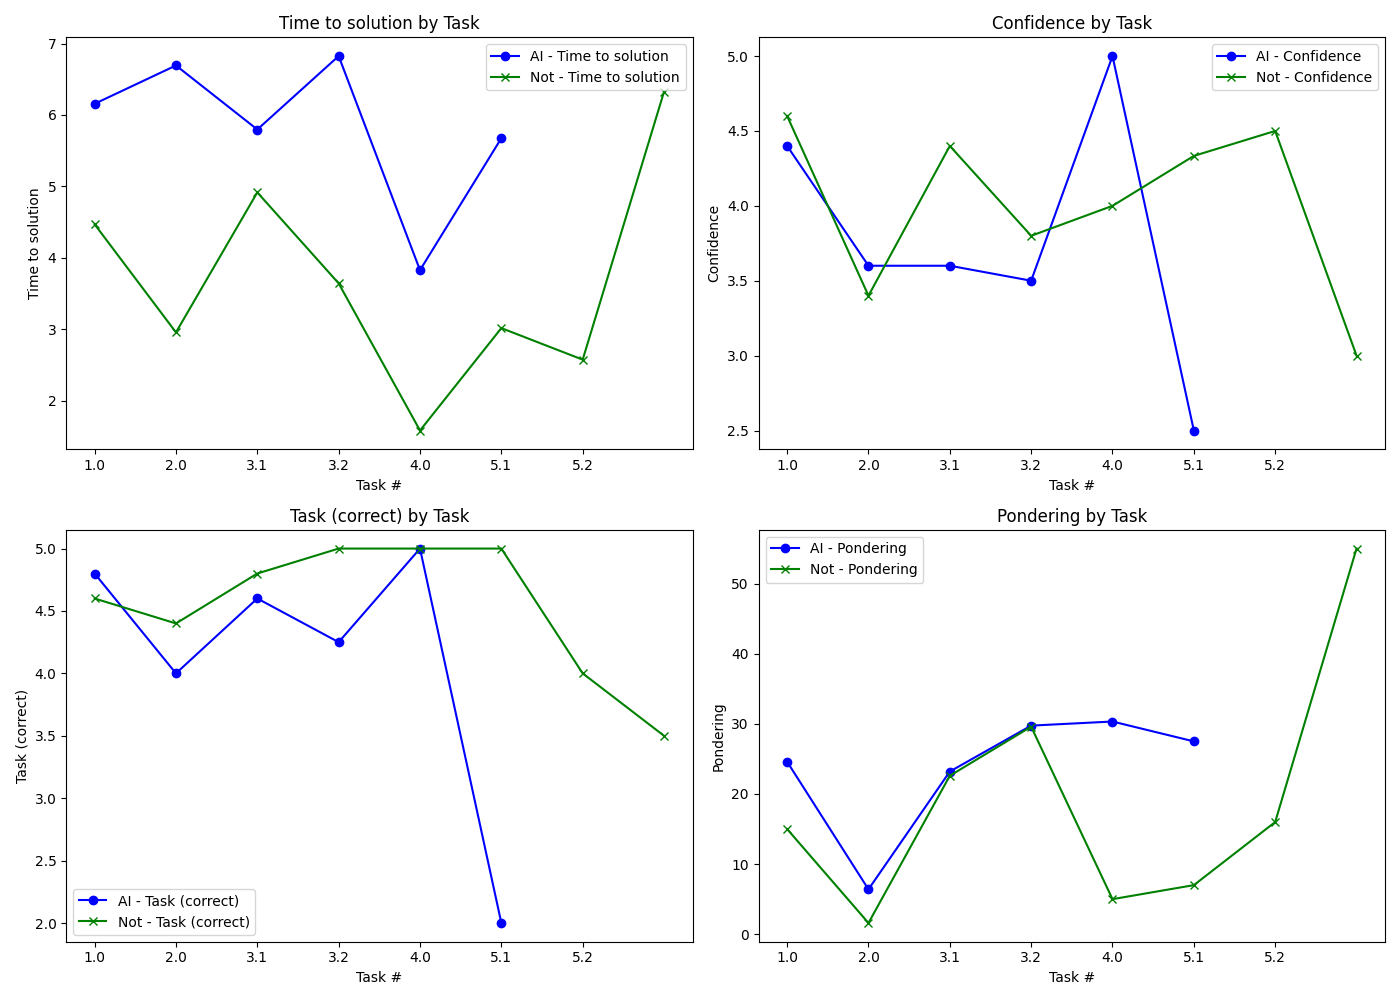 Time to solution by Task
Time to solution
7
6
5
4
3
2
AI - Time to solution
Not - Time to solution
1.0 2.0 3.1 3.2 4.0 5.1 5.2
Task #
Confidence by Task
Confidence
5.0
4.5
4.0
3.5
3.0
2.5
AI - Confidence
Not - Confidence
1.0 2.0 3.1 3.2 4.0 5.1 5.2
Task #
Task (correct) by Task
Task (correct)
5.0
4.5
4.0
3.5
3.0
2.5
2.0
AI - Task (correct)
Not - Task (correct)
1.0 2.0 3.1 3.2 4.0 5.1 5.2
Task #
Pondering by Task
Pondering
50
40
30
20
10
0
AI - Pondering
Not - Pondering
1.0 2.0 3.1 3.2 4.0 5.1 5.2
Task #